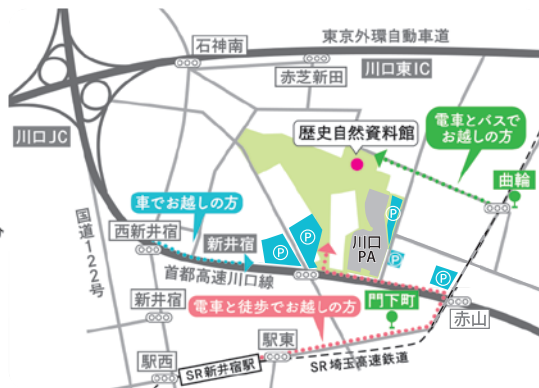 東京外環自動車道
石神南
赤芝新田
川口東IC
川口JC
歴史自然資料館
電車とバスで
お越しの方
曲輪
車でお越しの方
国道122号
西新井宿
新井宿
首都高速川口線
P
P
P
P
P
川口
PA
新井宿
電車と徒歩でお越しの方
門下町
赤山
駅東
駅西
SR新井宿駅
SR埼玉高速鉄道